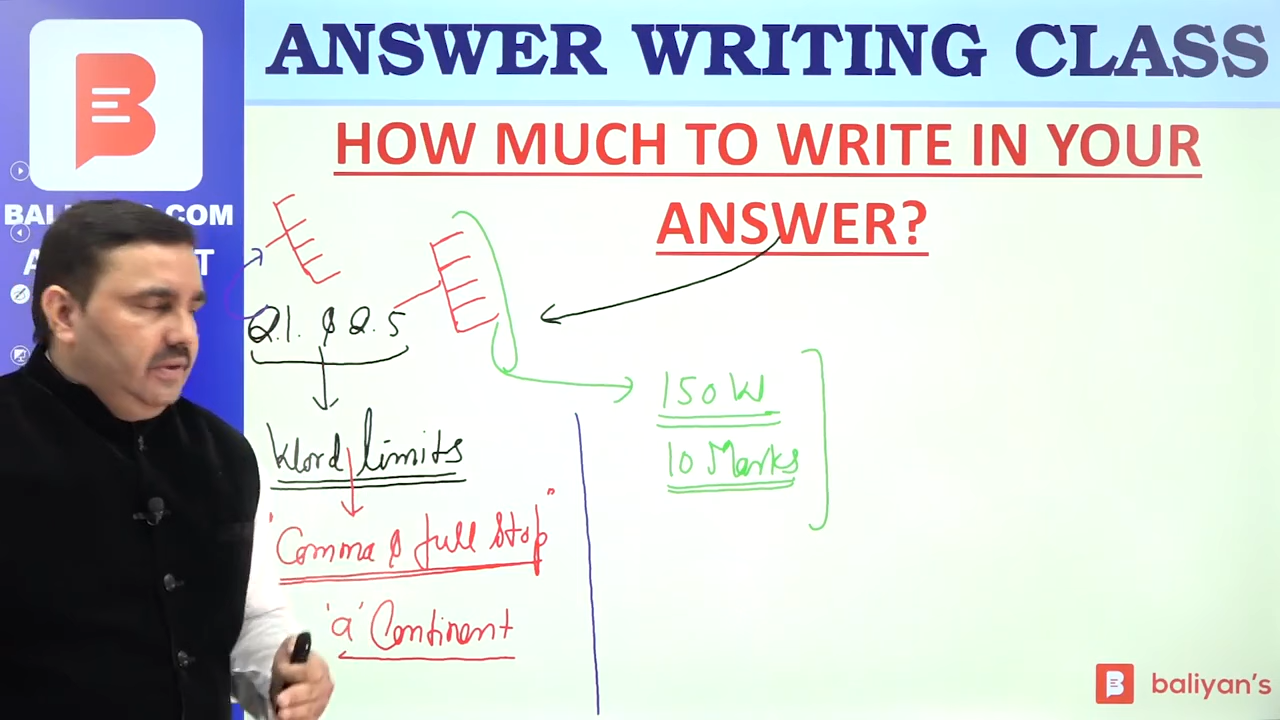 ANSWER WRITING CLASS
HOW MUCH TO WRITE IN YOUR
ANSWER?
B
.COM
T
Q.1. & Q.5
Word limits
"Comma & full stop"
'a' Continent
150 W
10 Marks
B baliyan's